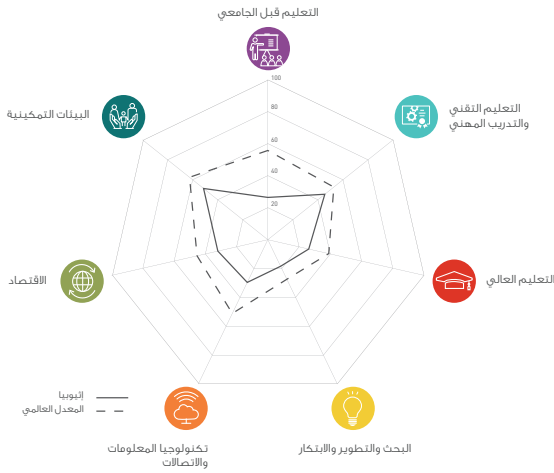 التعليم قبل الجامعي
التعليم التقني
والتدريب المهني
البيئات التمكينية
100
80
60
40
20
التعليم العالي
الاقتصاد
إثيوبيا
المعدل العالمي
البحث والتطوير والابتكار
تكنولوجيا المعلومات
والاتصالات